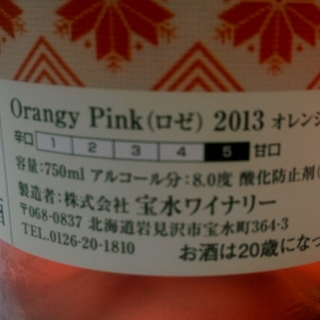 Orangy Pink(ロゼ) 2013 オレンジ
辛口 1 2 3 4 5 甘口
容量:750ml アルコール分:8.0度 酸化防止剤(
製造者:株式会社 宝水ワイナリー
〒068-0837 北海道岩見沢市宝水町364-3
TEL.0126-20-1810
お酒は20歳になっ